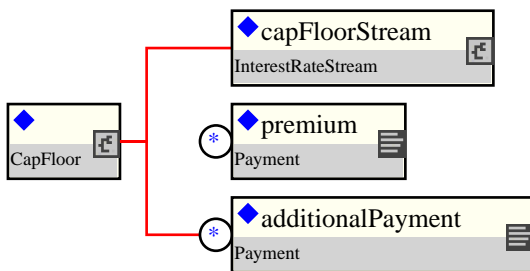 capFloorStream
InterestRateStream
CapFloor
*
premium
Payment
*
additionalPayment
Payment